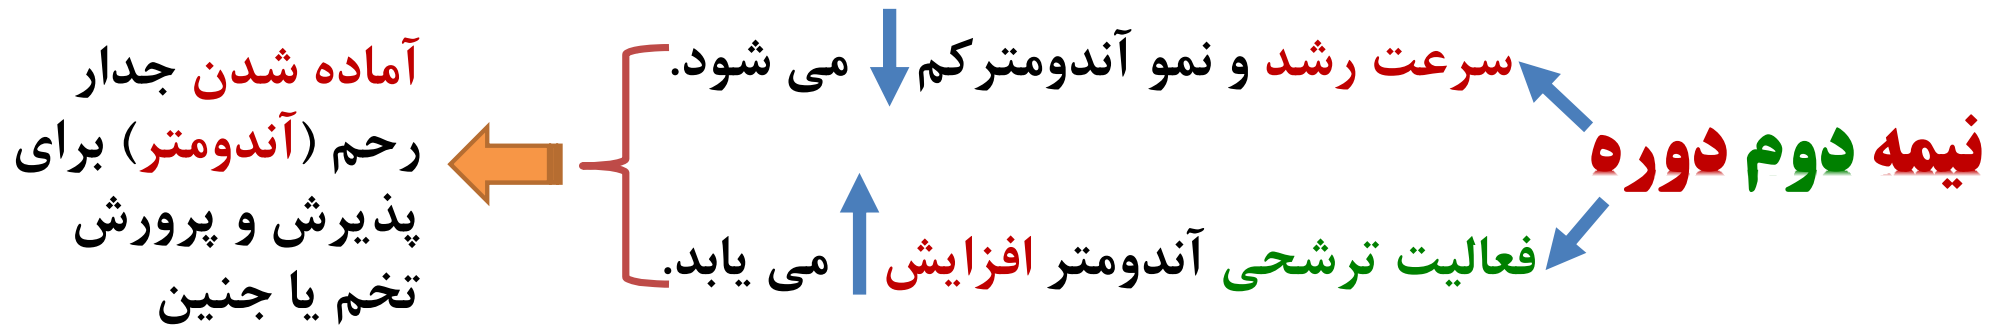 نیمه دوم دوره
سرعت رشد و نمو آندومترکم می شود.
فعالیت ترشحی آندومتر افزایش می یابد.
آماده شدن جدار
رحم (آندومتر) برای
پذیرش و پرورش
تخم یا جنین